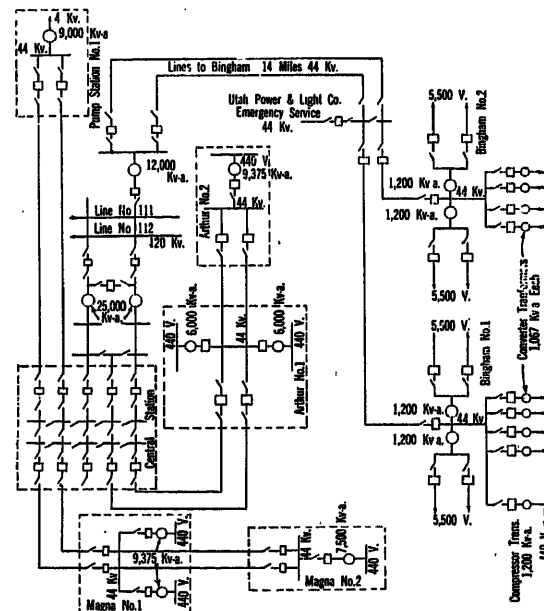 4 Kv.
9,000
Kv-a
44 Kv.
Pump Station No.1
Lines to Bingham 14 Miles 44 Kv.
Utah Power & Light Co.
Emergency Service
44 Kv.
12,000
Kv-a.
Line No 111
Line No 112
120 Kv.
25,000
Kv-a.
Arthur No.2
440 V.
9,375 Kv-a.
44 Kv.
6,000 Kv-a.
440 V.
44 Kv.
6,000 Kv-a.
440 V.
Arthur No.1
Central Station
5,500 V.
Bingham No.2
1,200 Kv a.
44 Kv.
1,200 Kv-a.
5,500 V.
Converter Transformers
1,067 Kv a Each
5,500 V.
Bingham No.1
1,200 Kv-a.
44 Kv.
1,200 Kv a.
5,500 V.
Compressor Trans.
1,200 Kv-a.
440 V.
440 V.
9,375 Kv-a.
44 Kv
440 V.
Magna No.1
44 Kv.
7,500 Kv-a.
440 V.
Magna No.2